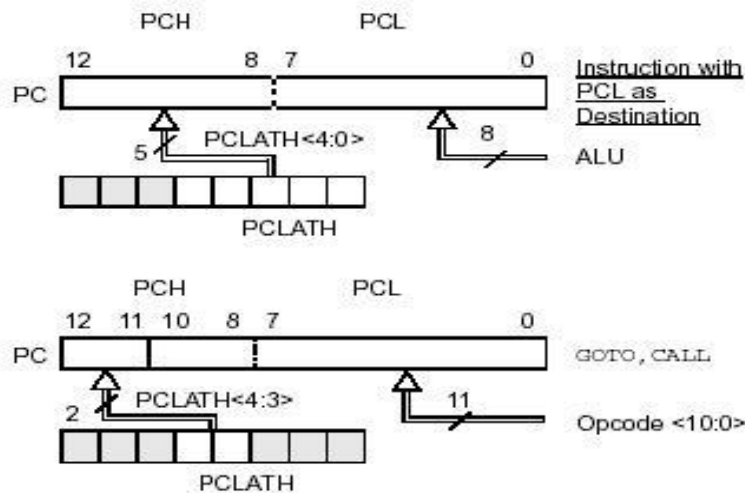 PCH PCL
12 8 7 0
Instruction with
PCL as
Destination
PC
5 PCLATH<4:0> 8
ALU
PCLATH
PCH PCL
12 11 10 8 7 0
PC GOTO, CALL
2 PCLATH<4:3> 11
Opcode <10:0>
PCLATH